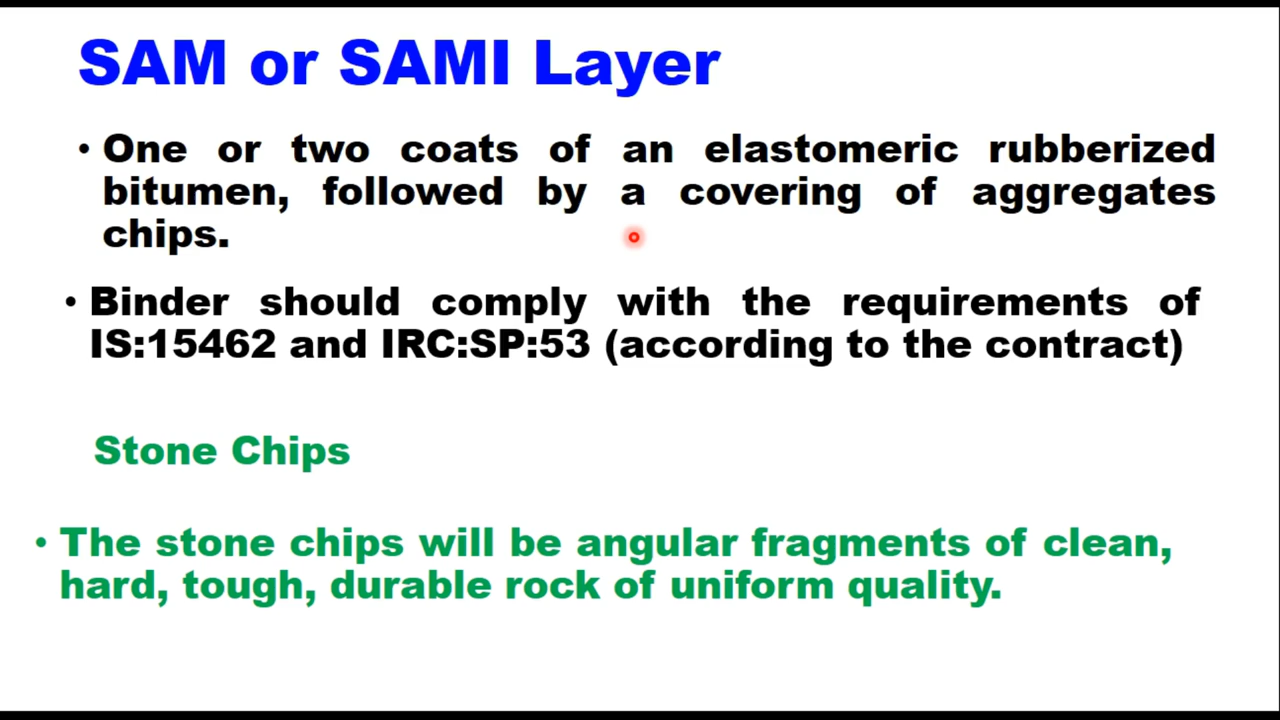 SAM or SAMI Layer
• One or two coats of an elastomeric rubberized
bitumen, followed by a covering of aggregates
chips.
• Binder should comply with the requirements of
IS:15462 and IRC:SP:53 (according to the contract)
Stone Chips
• The stone chips will be angular fragments of clean,
hard, tough, durable rock of uniform quality.